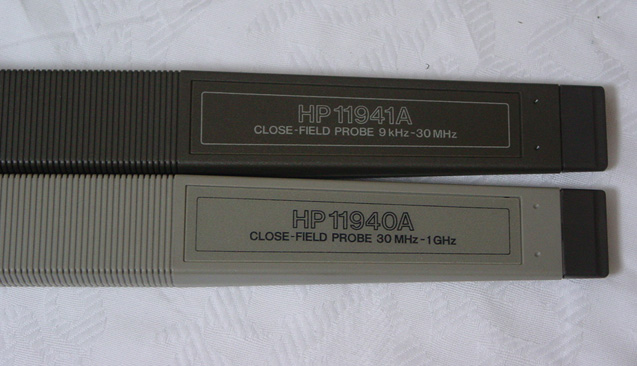 HP 11941A
CLOSE-FIELD PROBE 9 kHz-30 MHz
HP 11940A
CLOSE-FIELD PROBE 30 MHz-1 GHz